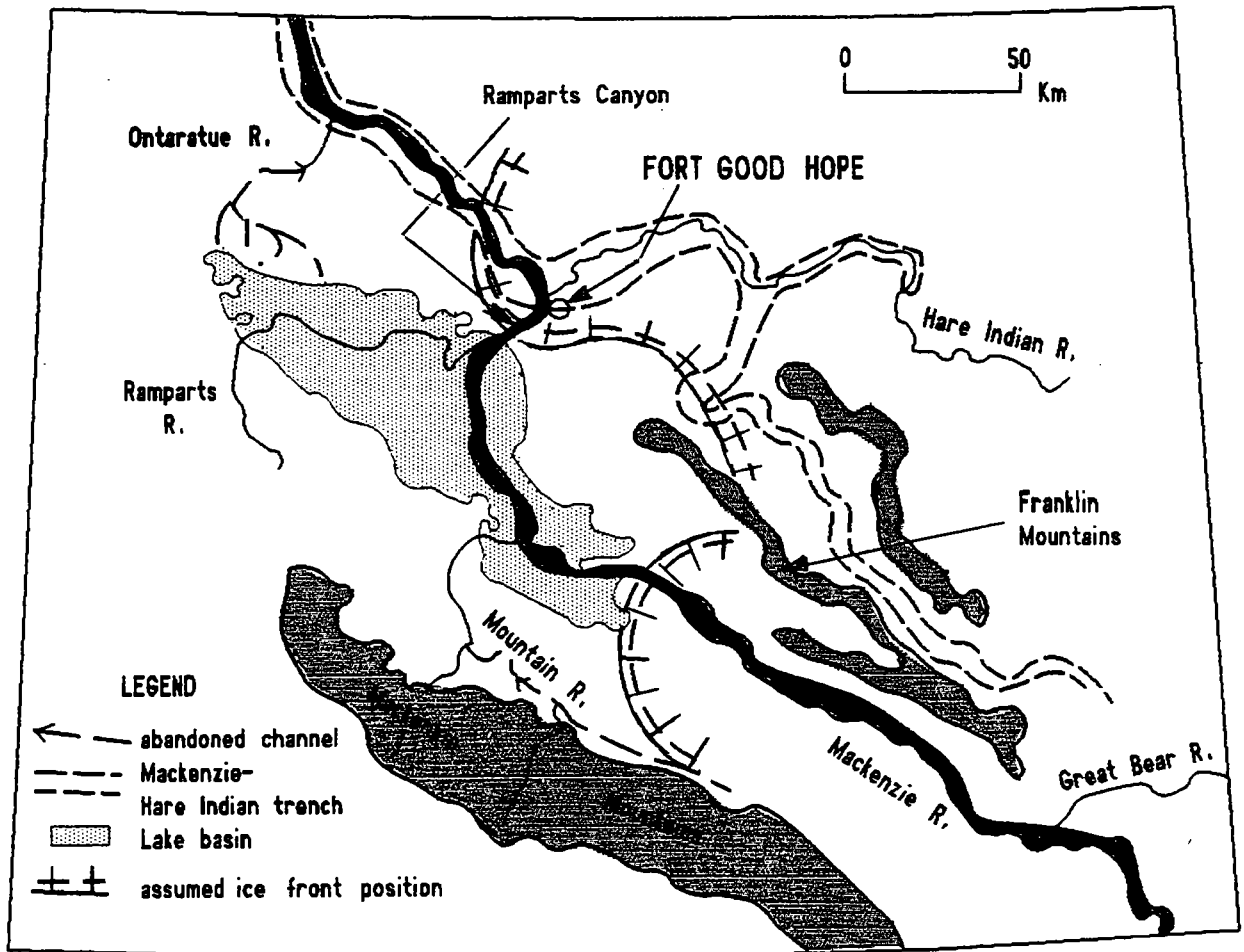 0 50
Km
Ramparts Canyon
Ontaratue R.
FORT GOOD HOPE
Hare Indian R.
Ramparts
R.
Franklin
Mountains
Mountain R.
Mackenzie R.
Great Bear R.
LEGEND
abandoned channel
Mackenzie-
Hare Indian trench
Lake basin
assumed ice front position